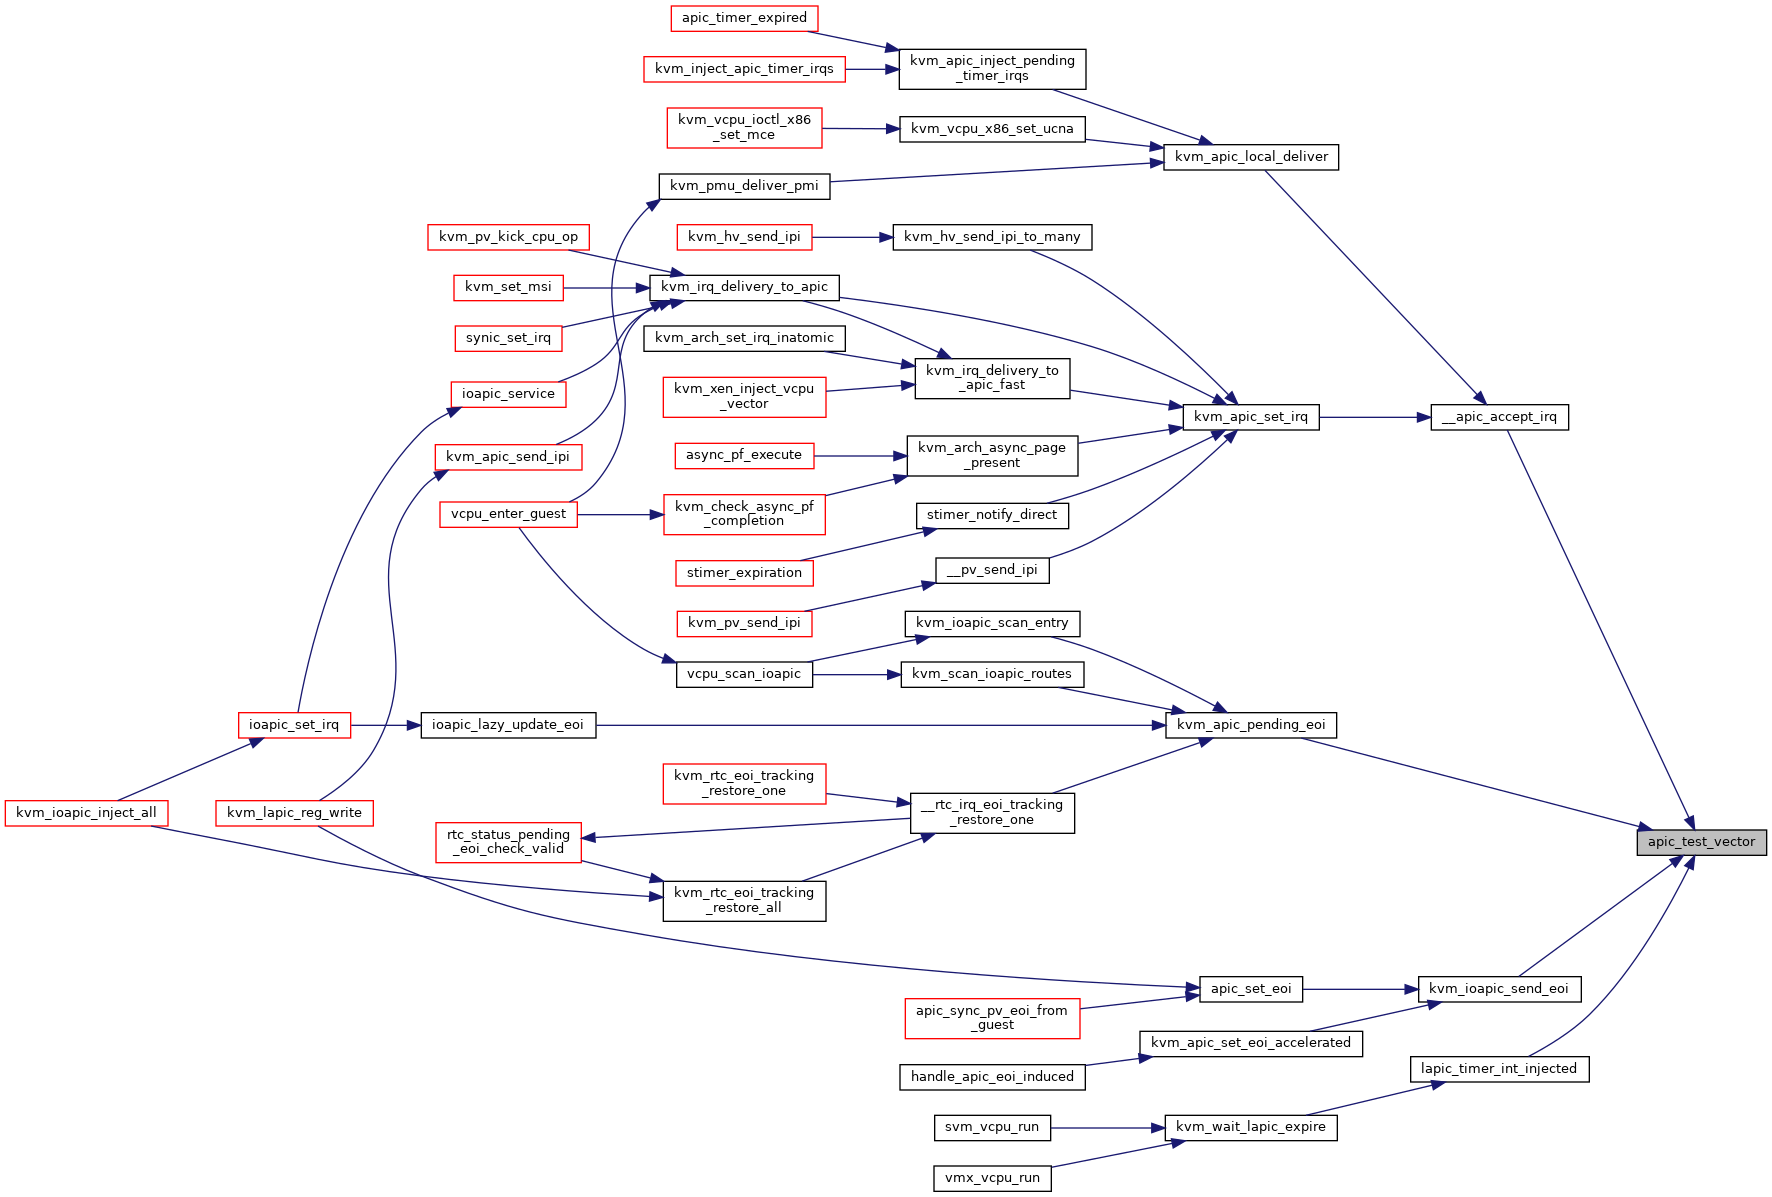 apic_timer_expired
kvm_apic_inject_pending
_timer_irqs
kvm_inject_apic_timer_irqs
kvm_vcpu_ioctl_x86
_set_mce
kvm_vcpu_x86_set_ucna
kvm_apic_local_deliver
kvm_pmu_deliver_pmi
kvm_pv_kick_cpu_op
kvm_hv_send_ipi
kvm_hv_send_ipi_to_many
kvm_set_msi
kvm_irq_delivery_to_apic
synic_set_irq
kvm_arch_set_irq_inatomic
kvm_irq_delivery_to
_apic_fast
ioapic_service
kvm_xen_inject_vcpu
_vector
kvm_apic_set_irq
__apic_accept_irq
kvm_apic_send_ipi
async_pf_execute
kvm_arch_async_page
_present
vcpu_enter_guest
kvm_check_async_pf
_completion
stimer_notify_direct
stimer_expiration
__pv_send_ipi
kvm_pv_send_ipi
kvm_ioapic_scan_entry
vcpu_scan_ioapic
kvm_scan_ioapic_routes
ioapic_set_irq
ioapic_lazy_update_eoi
kvm_apic_pending_eoi
kvm_rtc_eoi_tracking
_restore_one
__rtc_irq_eoi_tracking
_restore_one
kvm_ioapic_inject_all
kvm_lapic_reg_write
rtc_status_pending
_eoi_check_valid
apic_test_vector
kvm_rtc_eoi_tracking
_restore_all
apic_set_eoi
kvm_ioapic_send_eoi
apic_sync_pv_eoi_from
_guest
kvm_apic_set_eoi_accelerated
handle_apic_eoi_induced
lapic_timer_int_injected
svm_vcpu_run
kvm_wait_lapic_expire
vmx_vcpu_run